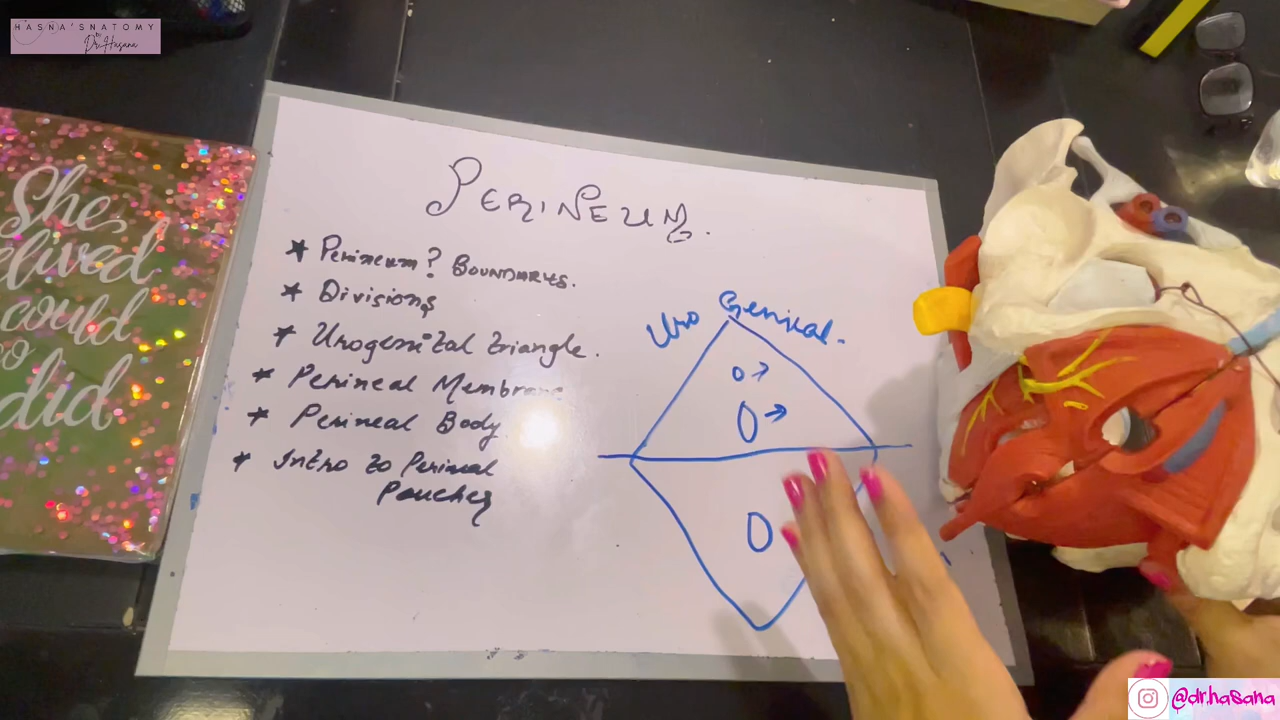 HASNA'SNATOMY
by
Dr.Hasana
She
could
did
PERINEUM.
* Perineum? BOUNDARIES.
* Divisions
* Urogenital triangle.
* Perineal Membrane
* Perineal Body
* Intro to Perineal
Pouches
Uro Genital.
@dr.hasana